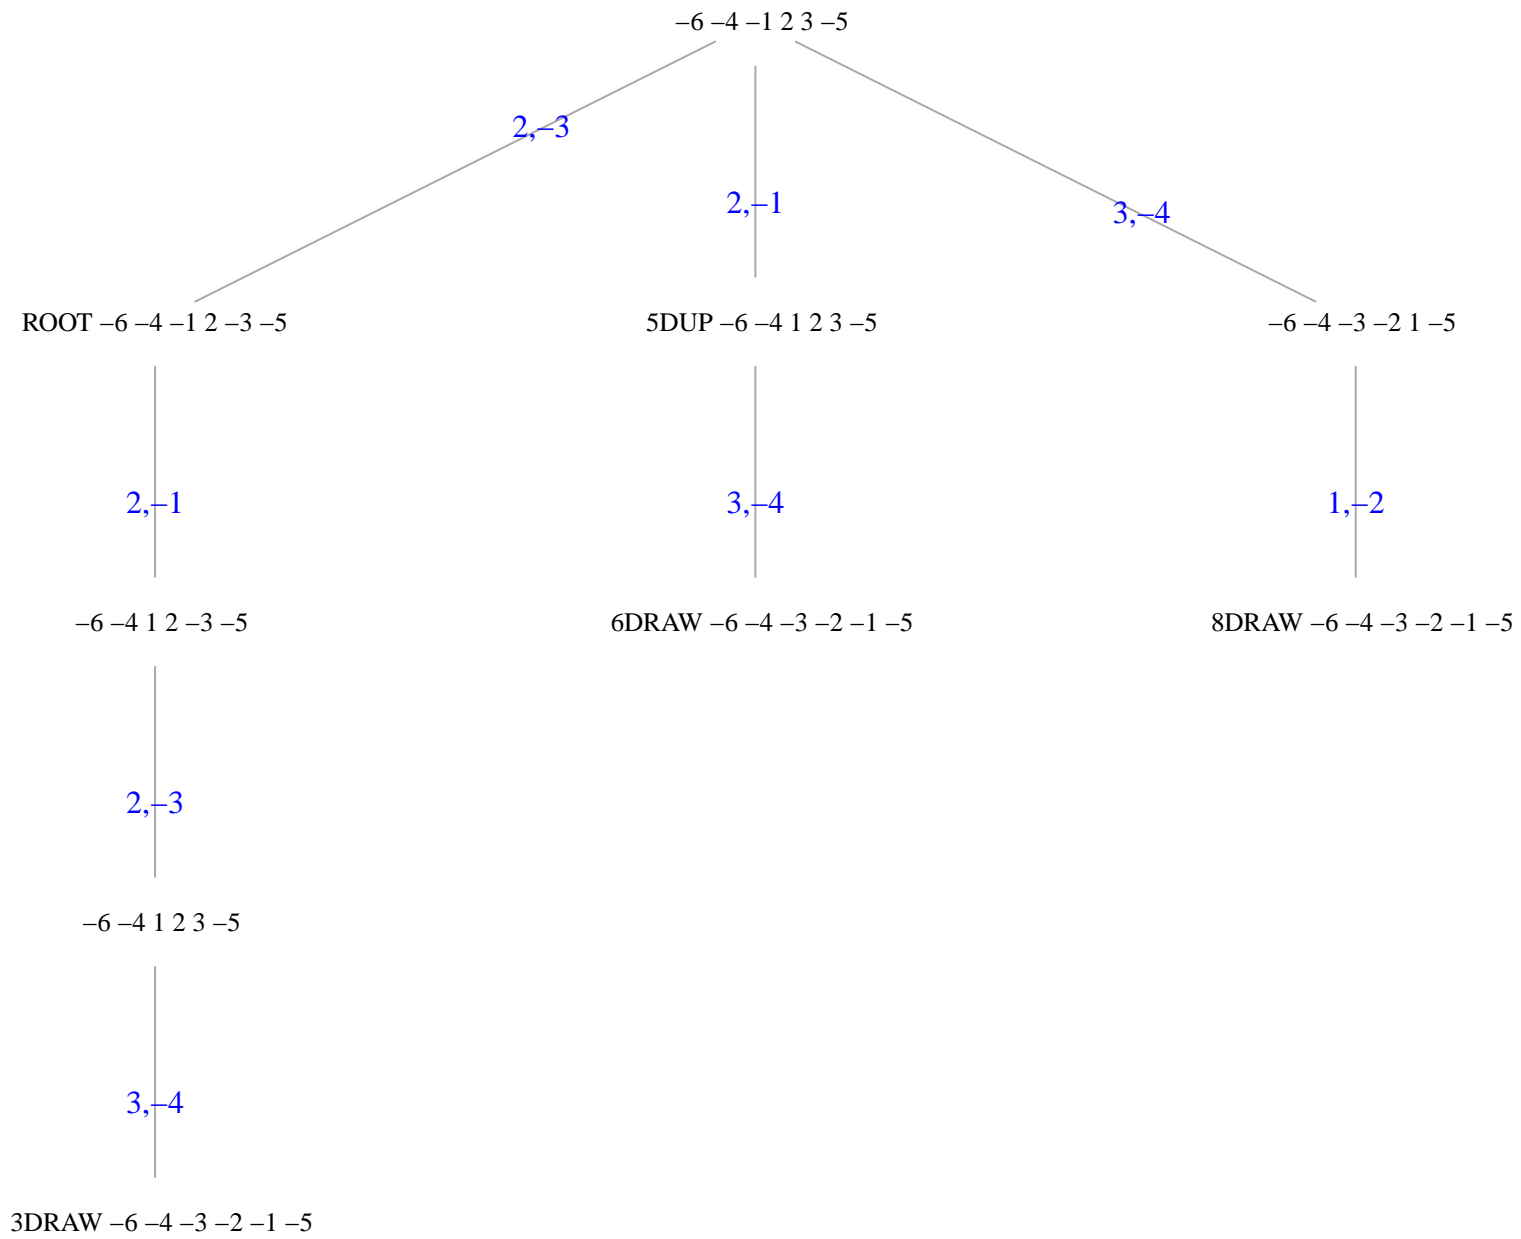 –6 –4 –1 2 3 –5
2,–3
2,–1
3,–4
ROOT –6 –4 –1 2 –3 –5
5DUP –6 –4 1 2 3 –5
–6 –4 –3 –2 1 –5
2,–1
3,–4
1,–2
–6 –4 1 2 –3 –5
6DRAW –6 –4 –3 –2 –1 –5
8DRAW –6 –4 –3 –2 –1 –5
2,–3
–6 –4 1 2 3 –5
3,–4
3DRAW –6 –4 –3 –2 –1 –5